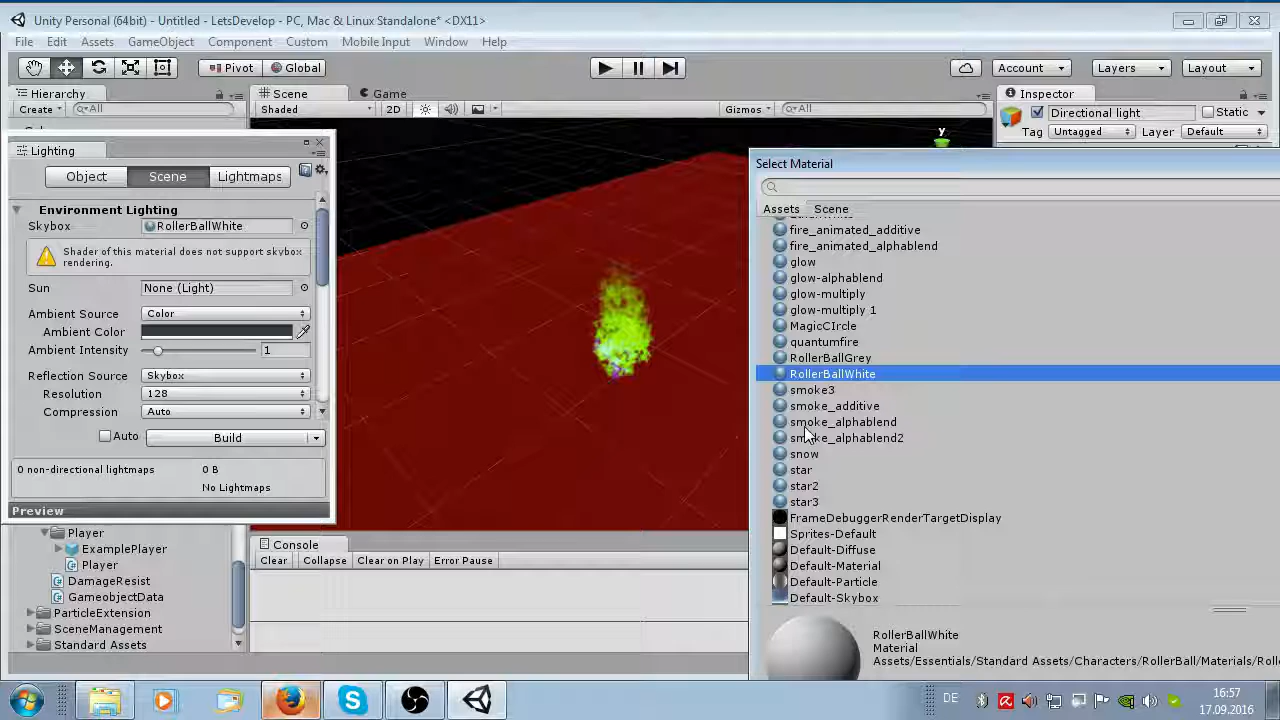 Unity Personal (64bit) - Untitled - LetsDevelop - PC, Mac & Linux Standalone* <DX11>
File Edit Assets GameObject Component Custom Mobile Input Window Help
Pivot Global Account Layers Layout
Hierarchy Scene Game Inspector
Create All Shaded 2D Gizmos All Directional light Static
Tag Untagged Layer Default
Lighting
Object Scene Lightmaps
Environment Lighting
Skybox RollerBallWhite
Shader of this material does not support skybox
rendering.
Sun: None (Light)
Ambient Source Color
Ambient Color
Ambient Intensity 1
Reflection Source Skybox
Resolution 128
Compression Auto
Auto Build
0 non-directional lightmaps 0 B
No Lightmaps
Preview
y
Select Material
Assets Scene
fire_animated_additive
fire_animated_alphablend
glow
glow-alphablend
glow-multiply
glow-multiply 1
MagicCIrcle
quantumfire
RollerBallGrey
RollerBallWhite
smoke3
smoke_additive
smoke_alphablend
smoke_alphablend2
snow
star
star2
star3
FrameDebuggerRenderTargetDisplay
Sprites-Default
Default-Diffuse
Default-Material
Default-Particle
Default-Skybox
RollerBallWhite
Material
Assets/Essentials/Standard Assets/Characters/RollerBall/Materials/Rol
Player
ExamplePlayer
Player
DamageResist
GameobjectData
ParticleExtension
SceneManagement
Standard Assets
Console
Clear Collapse Clear on Play Error Pause
DE
16:57
17.09.2016